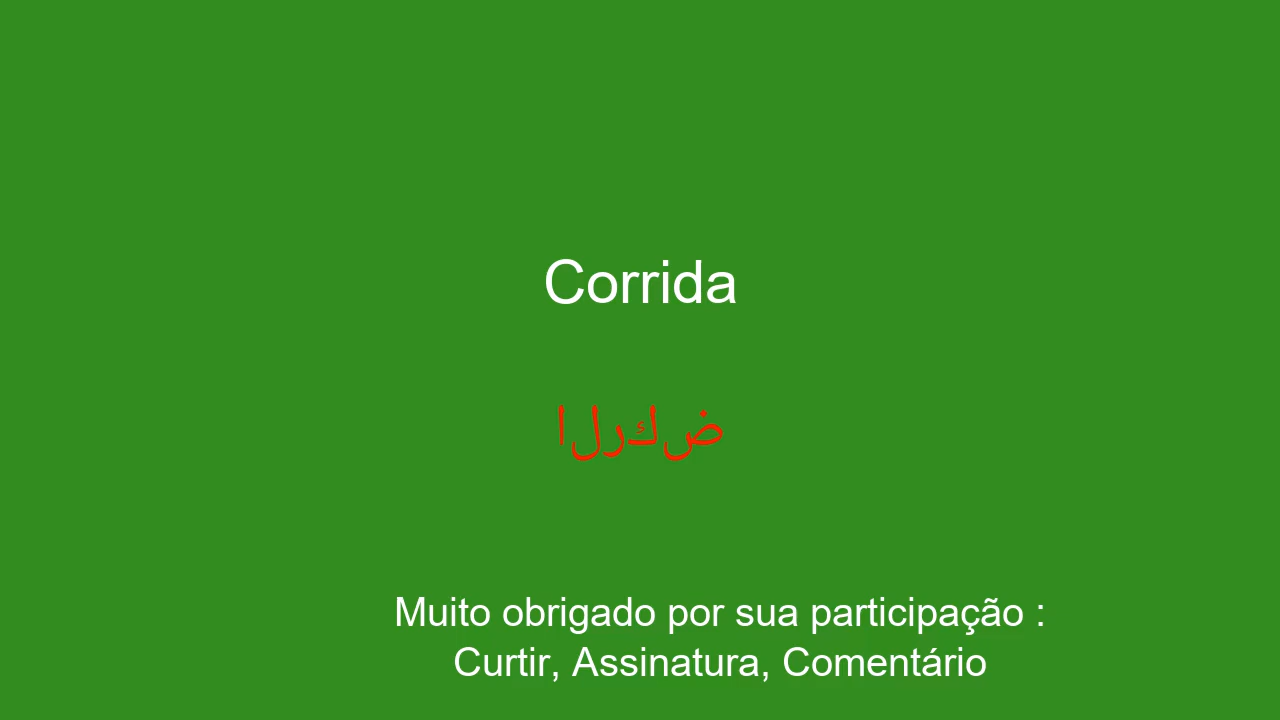 Corrida
الركض
Muito obrigado por sua participação :
Curtir, Assinatura, Comentário